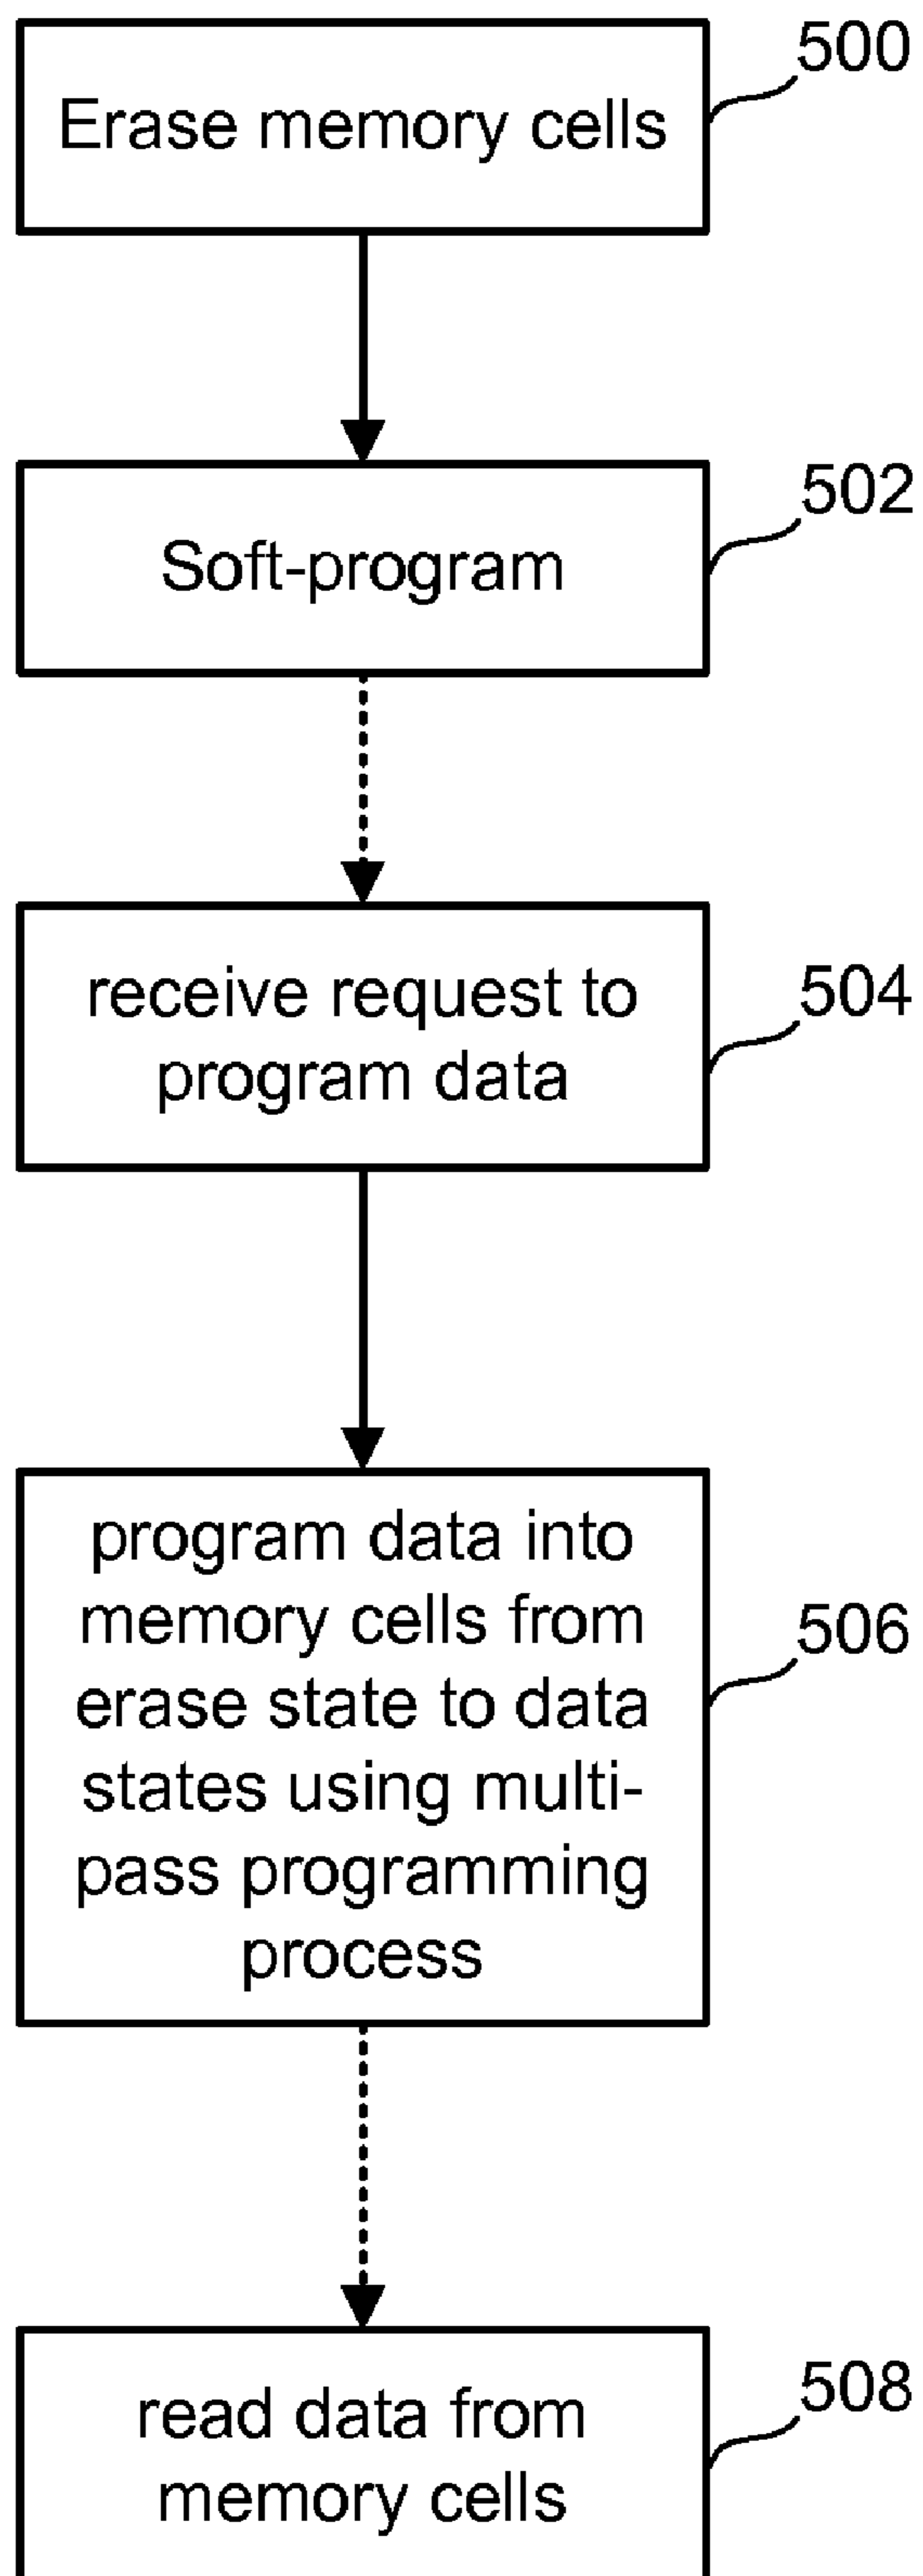 500
Erase memory cells
502
Soft-program
504
receive request to
program data
506
program data into
memory cells from
erase state to data
states using multi-
pass programming
process
508
read data from
memory cells